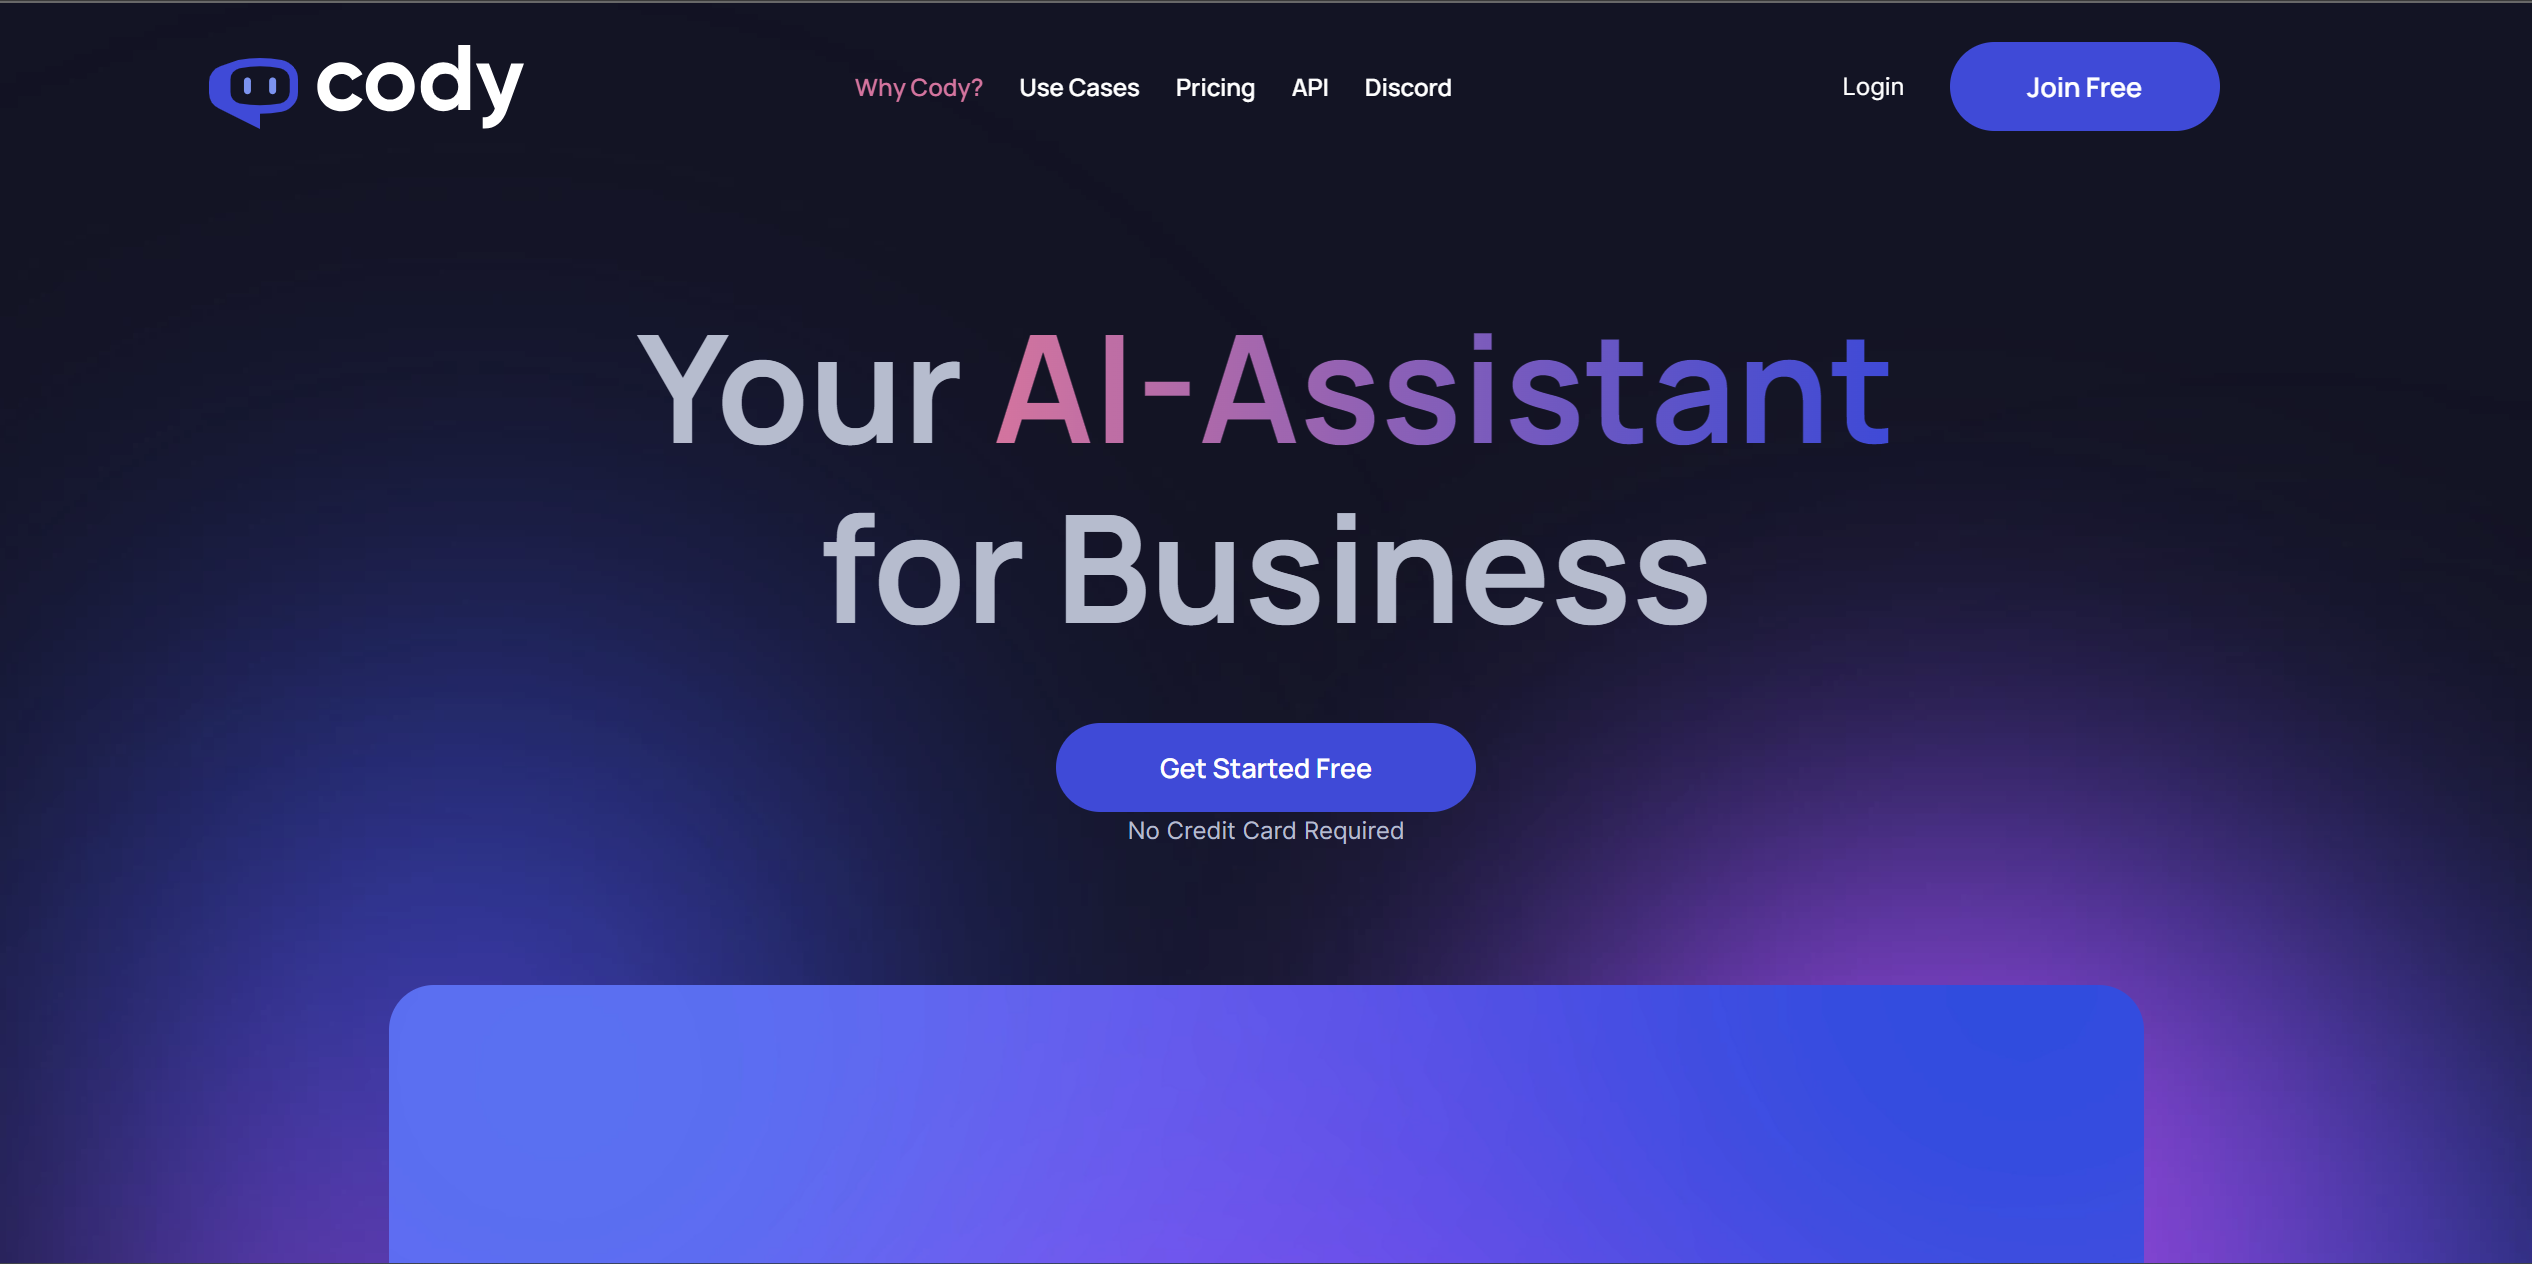 cody
Why Cody? Use Cases Pricing API Discord
Login
Join Free
Your AI-Assistant
for Business
Get Started Free
No Credit Card Required